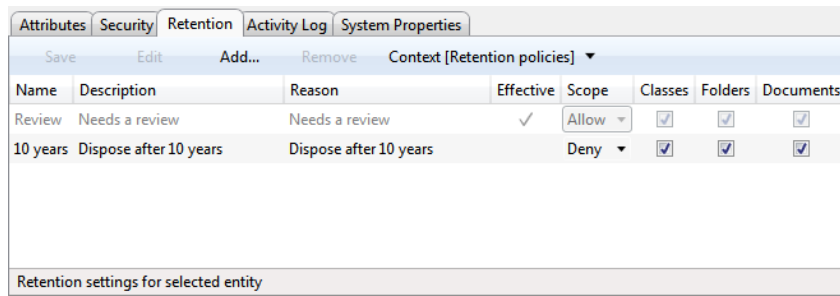 Attributes Security Retention Activity Log System Properties
Save Edit Add... Remove Context [Retention policies]
Name Description Reason Effective Scope Classes Folders Documents
Review Needs a review Needs a review Allow
10 years Dispose after 10 years Dispose after 10 years Deny
Retention settings for selected entity